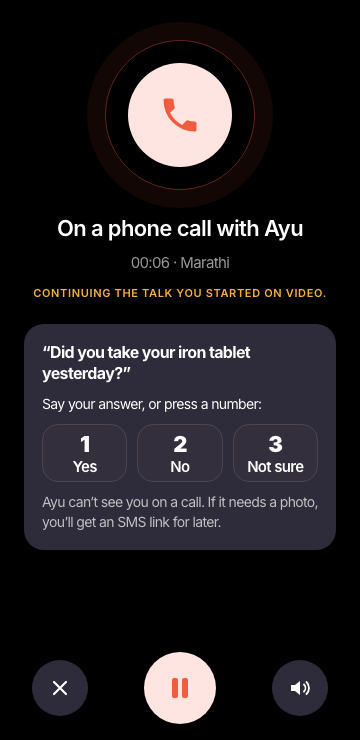 On a phone call with Ayu
00:06 · Marathi
CONTINUING THE TALK YOU STARTED ON VIDEO.
“Did you take your iron tablet
yesterday?”
Say your answer, or press a number:
1 2 3
Yes No Not sure
Ayu can’t see you on a call. If it needs a photo,
you’ll get an SMS link for later.